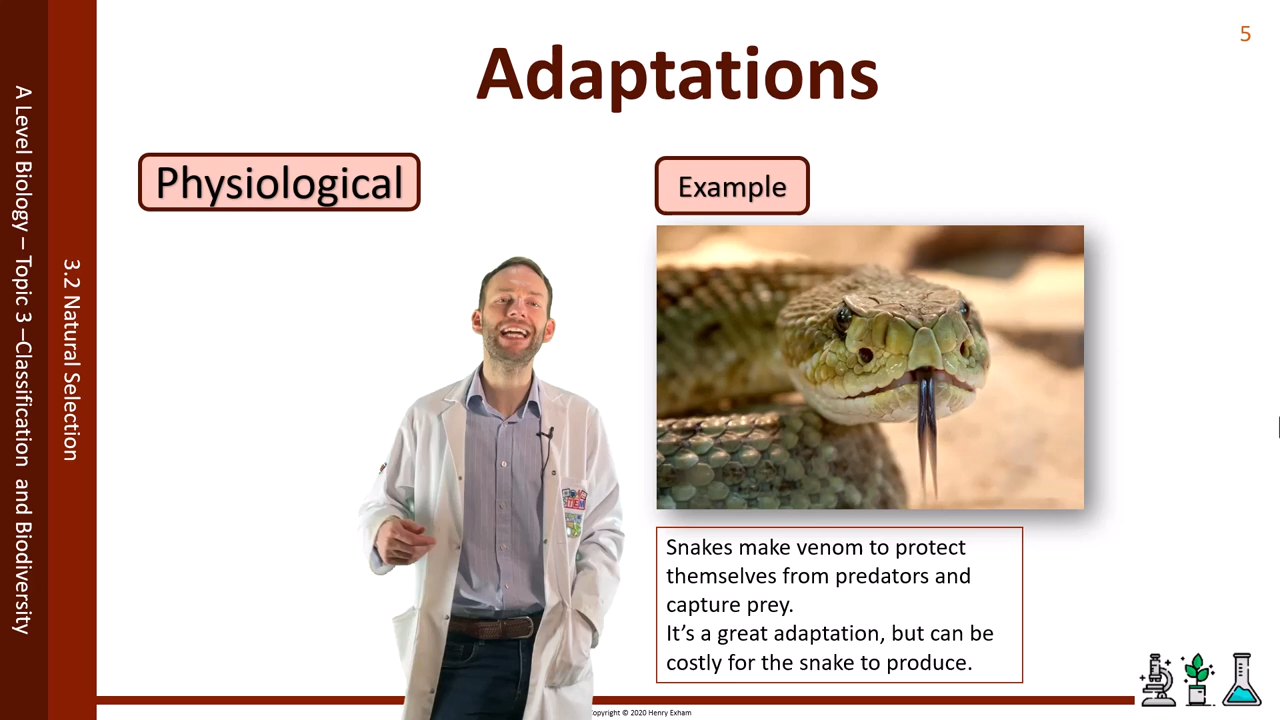 5
Adaptations
Physiological
Example
Snakes make venom to protect
themselves from predators and
capture prey.
It’s a great adaptation, but can be
costly for the snake to produce.
A Level Biology – Topic 3 –Classification and Biodiversity
3.2 Natural Selection
Copyright © 2020 Henry Exham